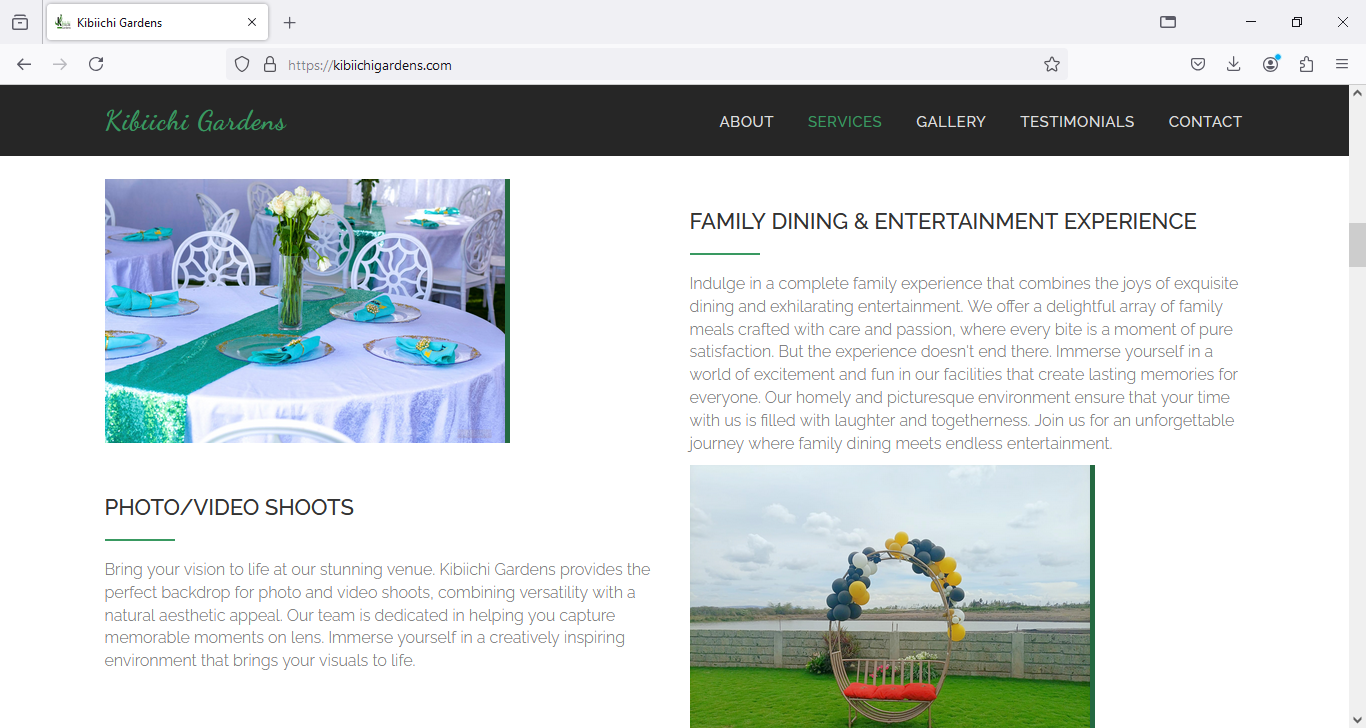 Kibiichi Gardens
https://kibiichigardens.com
Kibiichi Gardens
ABOUT
SERVICES
GALLERY
TESTIMONIALS
CONTACT
FAMILY DINING & ENTERTAINMENT EXPERIENCE
Indulge in a complete family experience that combines the joys of exquisite
dining and exhilarating entertainment. We offer a delightful array of family
meals crafted with care and passion, where every bite is a moment of pure
satisfaction. But the experience doesn't end there. Immerse yourself in a
world of excitement and fun in our facilities that create lasting memories for
everyone. Our homely and picturesque environment ensure that your time
with us is filled with laughter and togetherness. Join us for an unforgettable
journey where family dining meets endless entertainment.
PHOTO/VIDEO SHOOTS
Bring your vision to life at our stunning venue. Kibiichi Gardens provides the
perfect backdrop for photo and video shoots, combining versatility with a
natural aesthetic appeal. Our team is dedicated in helping you capture
memorable moments on lens. Immerse yourself in a creatively inspiring
environment that brings your visuals to life.